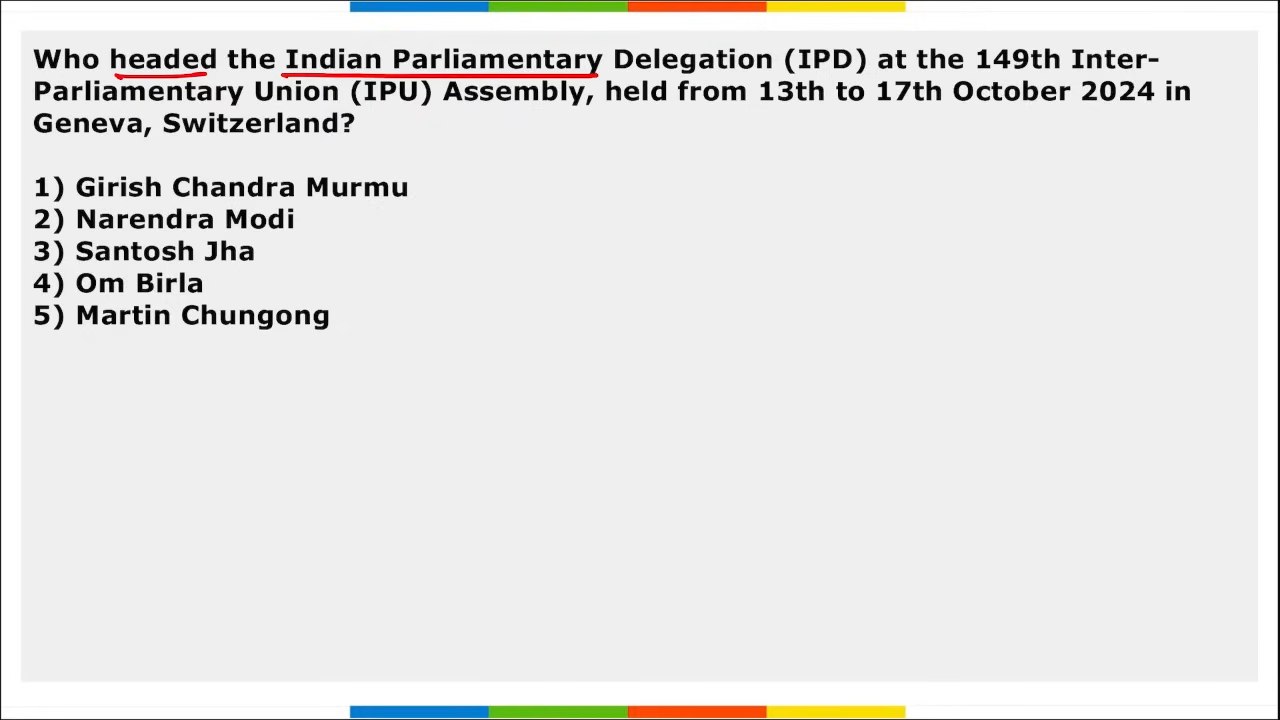 Who headed the Indian Parliamentary Delegation (IPD) at the 149th Inter-
Parliamentary Union (IPU) Assembly, held from 13th to 17th October 2024 in
Geneva, Switzerland?
1) Girish Chandra Murmu
2) Narendra Modi
3) Santosh Jha
4) Om Birla
5) Martin Chungong